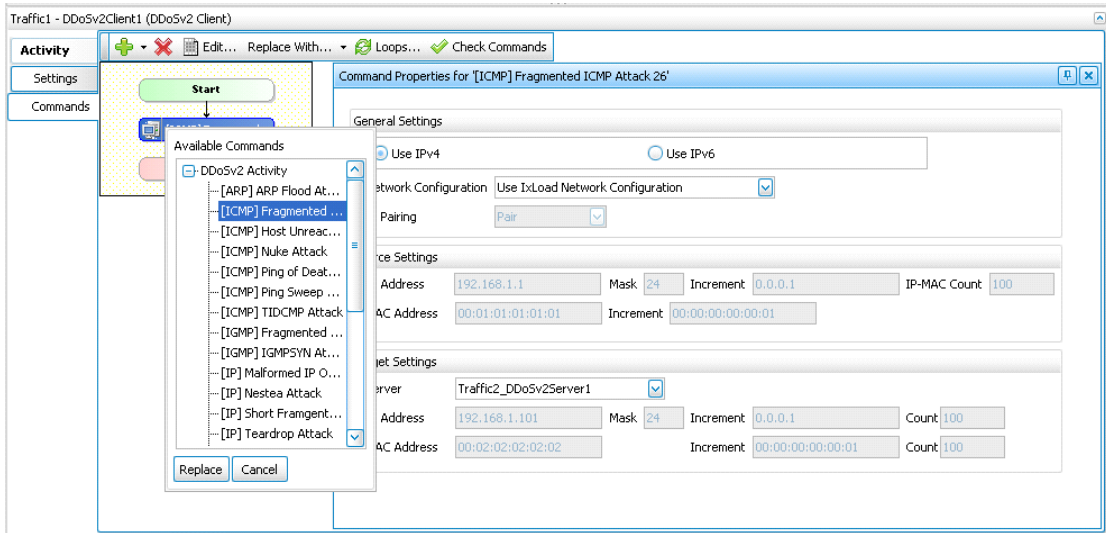 Traffic1 - DDoSv2Client1 (DDoSv2 Client)
Activity
Settings
Commands
Edit... Replace With... Loops... Check Commands
Start
Available Commands
DDoSv2 Activity
[ARP] ARP Flood At...
[ICMP] Fragmented ...
[ICMP] Host Unreac...
[ICMP] Nuke Attack
[ICMP] Ping of Deat...
[ICMP] Ping Sweep ...
[ICMP] TIDCMP Attack
[IGMP] Fragmented ...
[IGMP] IGMPSYN At...
[IP] Malformed IP O...
[IP] Nestea Attack
[IP] Short Framgent...
[IP] Teardrop Attack
Replace Cancel
Command Properties for '[ICMP] Fragmented ICMP Attack 26'
General Settings
Use IPv4 Use IPv6
etwork Configuration Use IxLoad Network Configuration
Pairing Pair
rce Settings
Address 192.168.1.1 Mask 24 Increment 0.0.0.1 IP-MAC Count 100
AC Address 00:01:01:01:01:01 Increment 00:00:00:00:00:01
get Settings
erver Traffic2_DDoSv2Server1
Address 192.168.1.101 Mask 24 Increment 0.0.0.1 Count 100
AC Address 00:02:02:02:02:02 Increment 00:00:00:00:00:01 Count 100